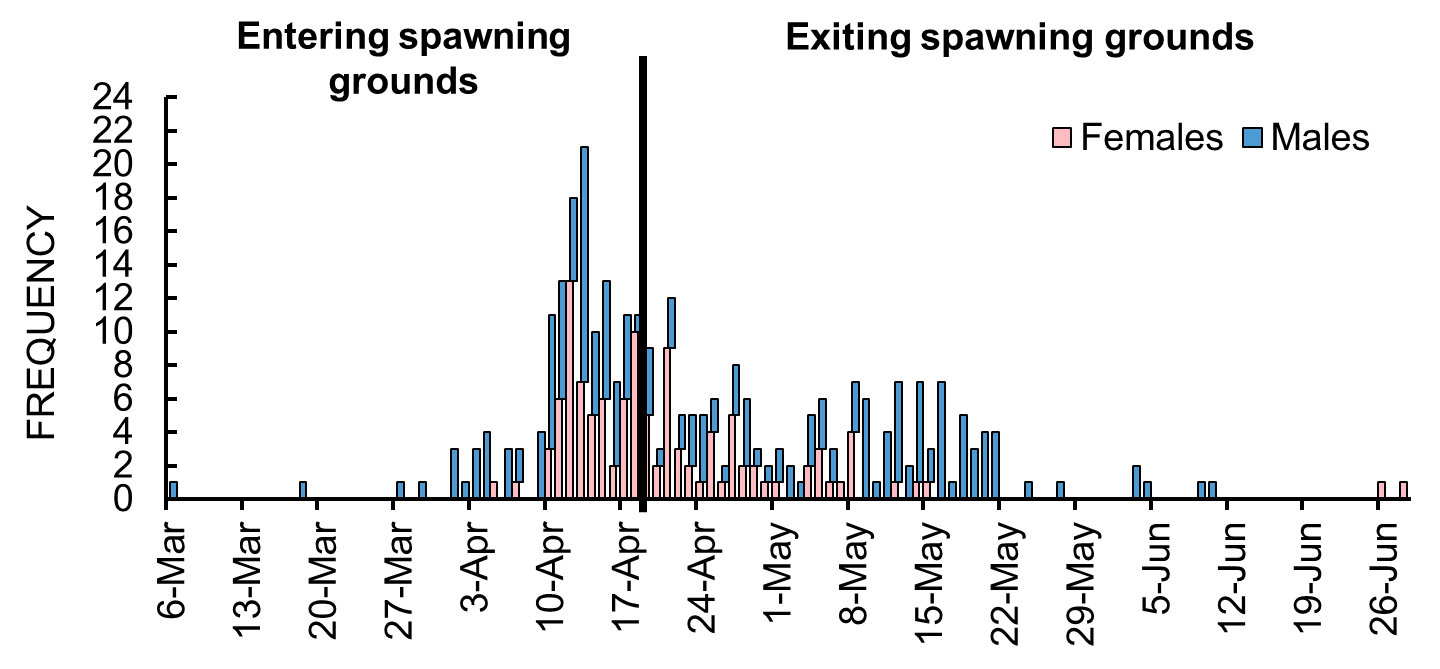 Entering spawning
grounds
Exiting spawning grounds
Females
Males
FREQUENCY
24
22
20
18
16
14
12
10
8
6
4
2
0
6-Mar
13-Mar
20-Mar
27-Mar
3-Apr
10-Apr
17-Apr
24-Apr
1-May
8-May
15-May
22-May
29-May
5-Jun
12-Jun
19-Jun
26-Jun